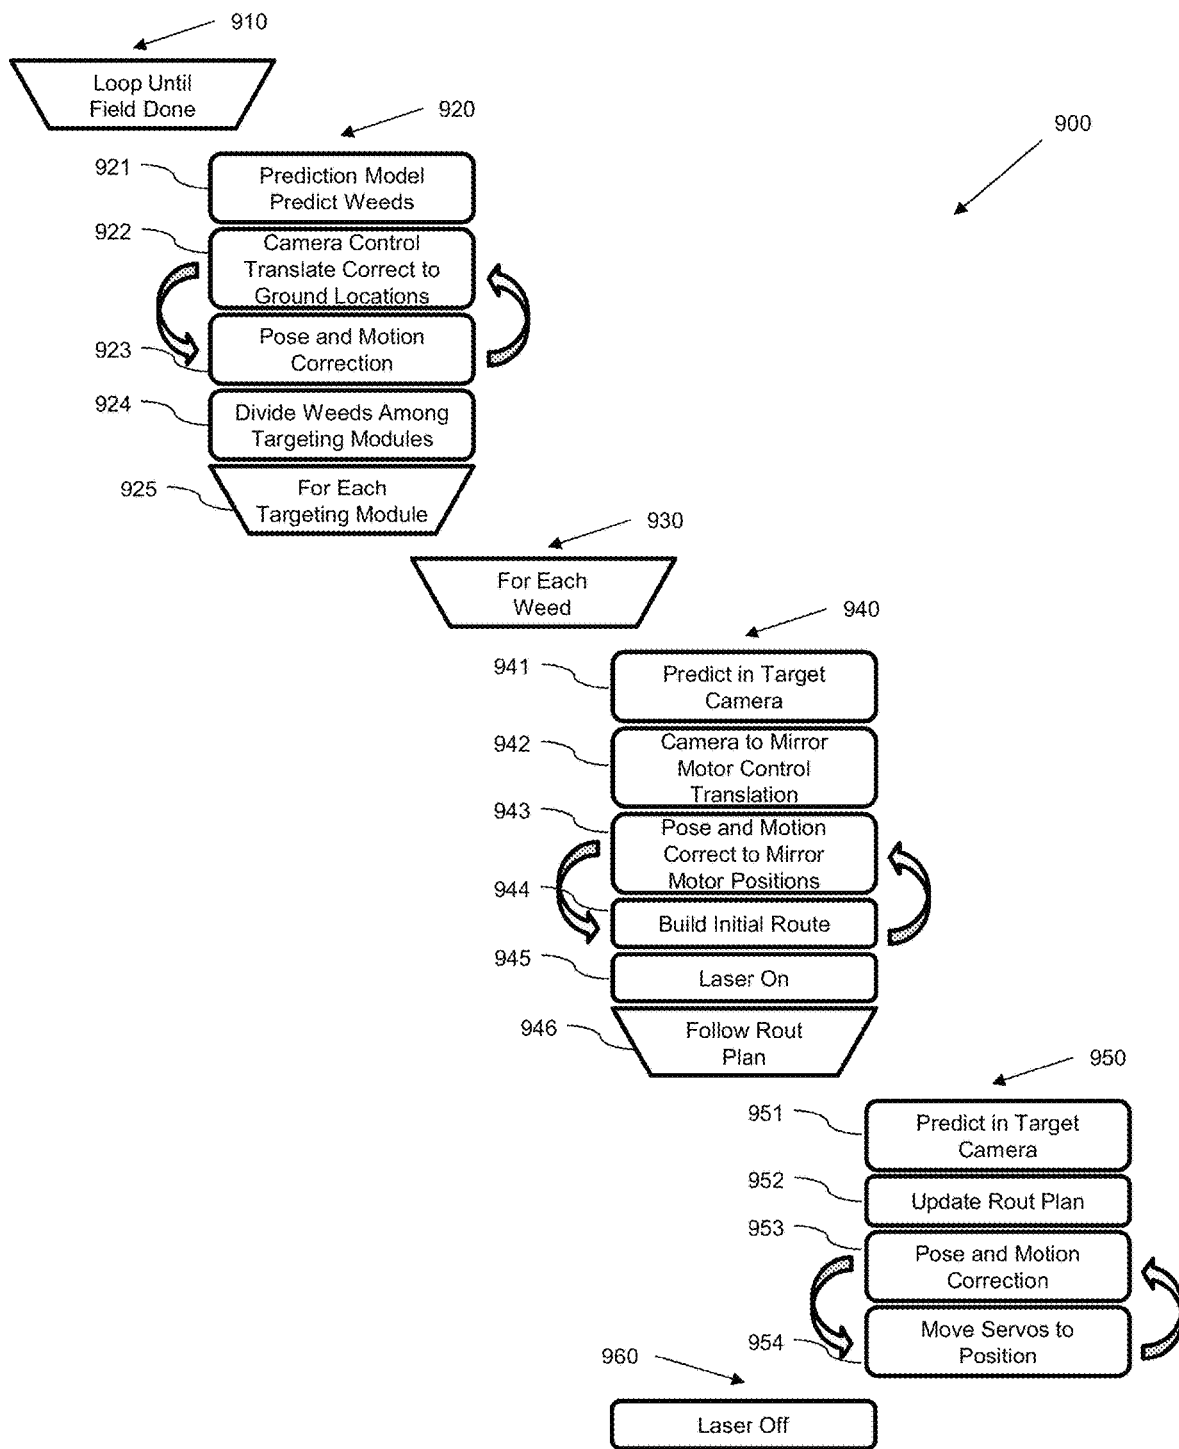 910
Loop Until
Field Done
920
900
921
Prediction Model
Predict Weeds
922
Camera Control
Translate Correct to
Ground Locations
923
Pose and Motion
Correction
924
Divide Weeds Among
Targeting Modules
925
For Each
Targeting Module
930
For Each
Weed
940
941
Predict in Target
Camera
942
Camera to Mirror
Motor Control
Translation
943
Pose and Motion
Correct to Mirror
Motor Positions
944
Build Initial Route
945
Laser On
946
Follow Rout
Plan
950
951
Predict in Target
Camera
952
Update Rout Plan
953
Pose and Motion
Correction
954
Move Servos to
Position
960
Laser Off